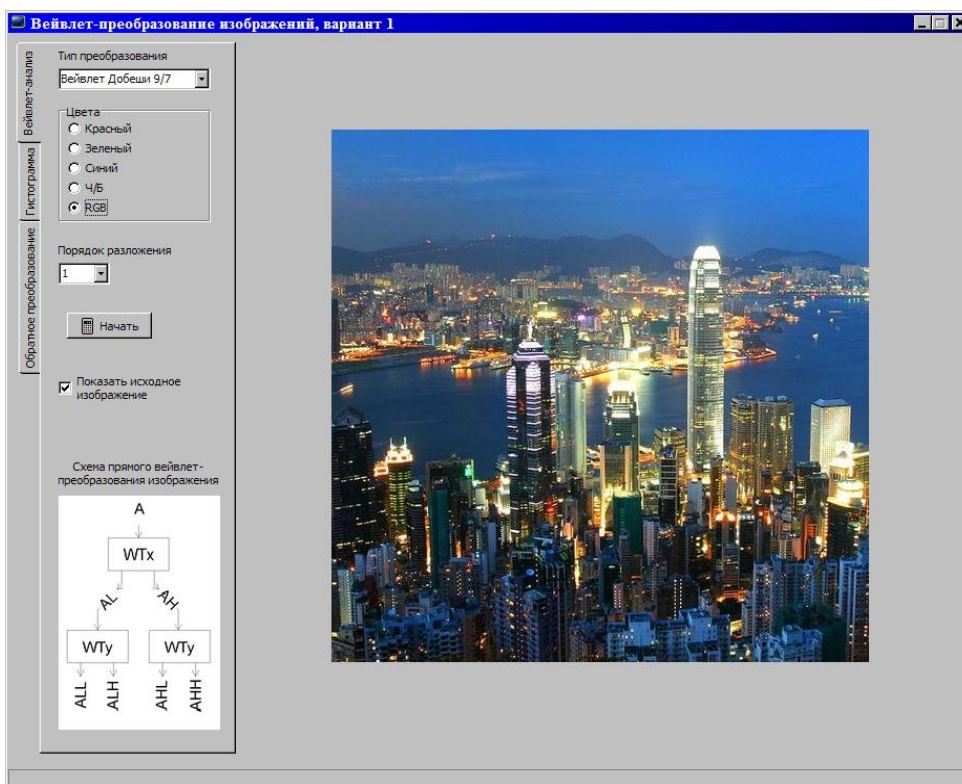 Вейвлет-преобразование изображений, вариант 1
Вейвлет-анализ
Гистограмма
Обратное преобразование
Тип преобразования
Вейвлет Добеши 9/7
Цвета
Красный
Зеленый
Синий
Ч/Б
RGB
Порядок разложения
1
Начать
Показать исходное
изображение
Схема прямого вейвлет-
преобразования изображения
A
WTx
AL AH
WTy WTy
ALL ALH AHL AHH